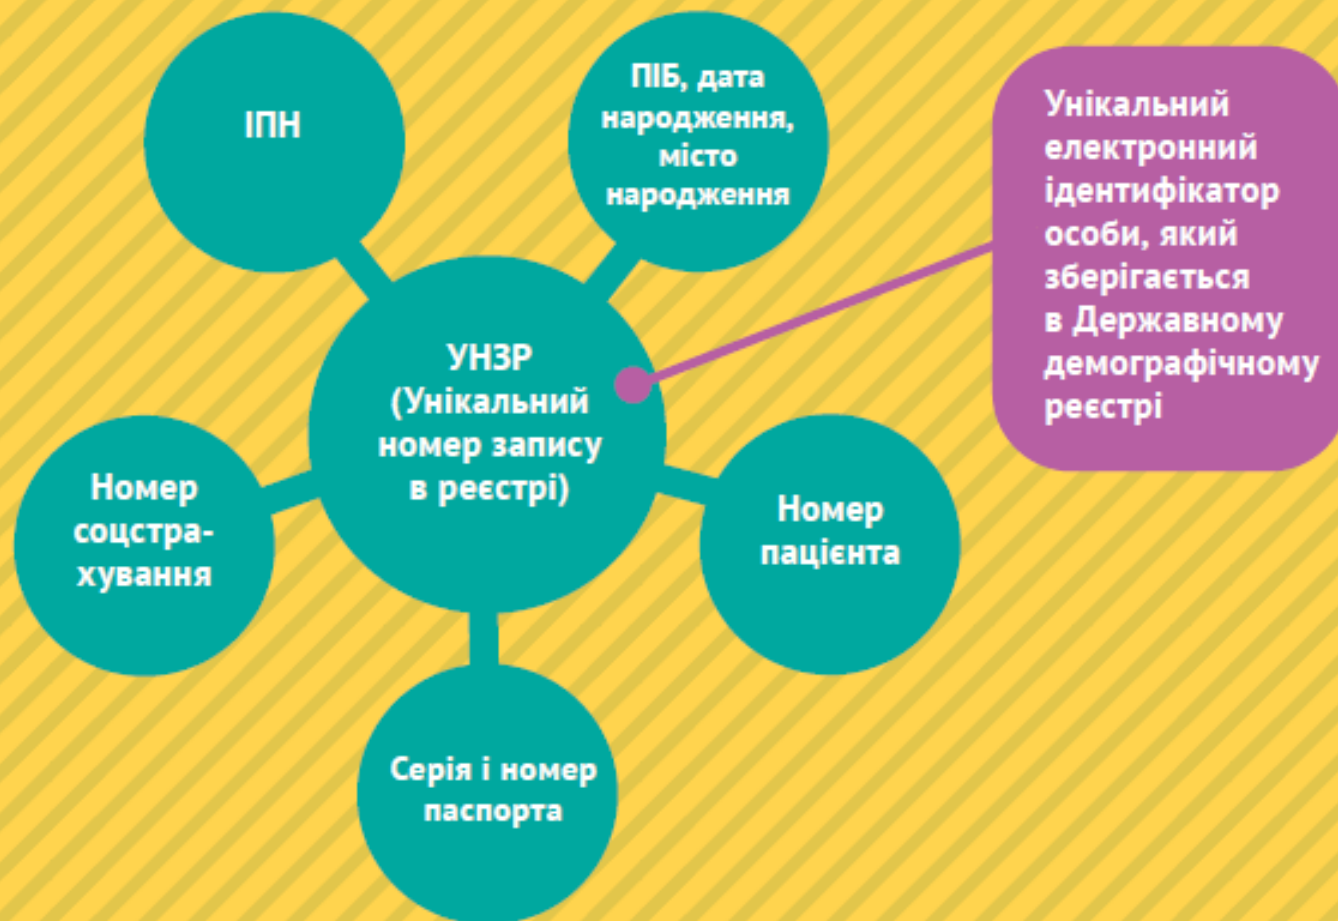 ІПН
ПІБ, дата
народження,
місто
народження
Унікальний
електронний
ідентифікатор
особи, який
зберігається
в Державному
демографічному
реєстрі
УНЗР
(Унікальний
номер запису
в реєстрі)
Номер
соцстра-
хування
Номер
пацієнта
Серія і номер
паспорта